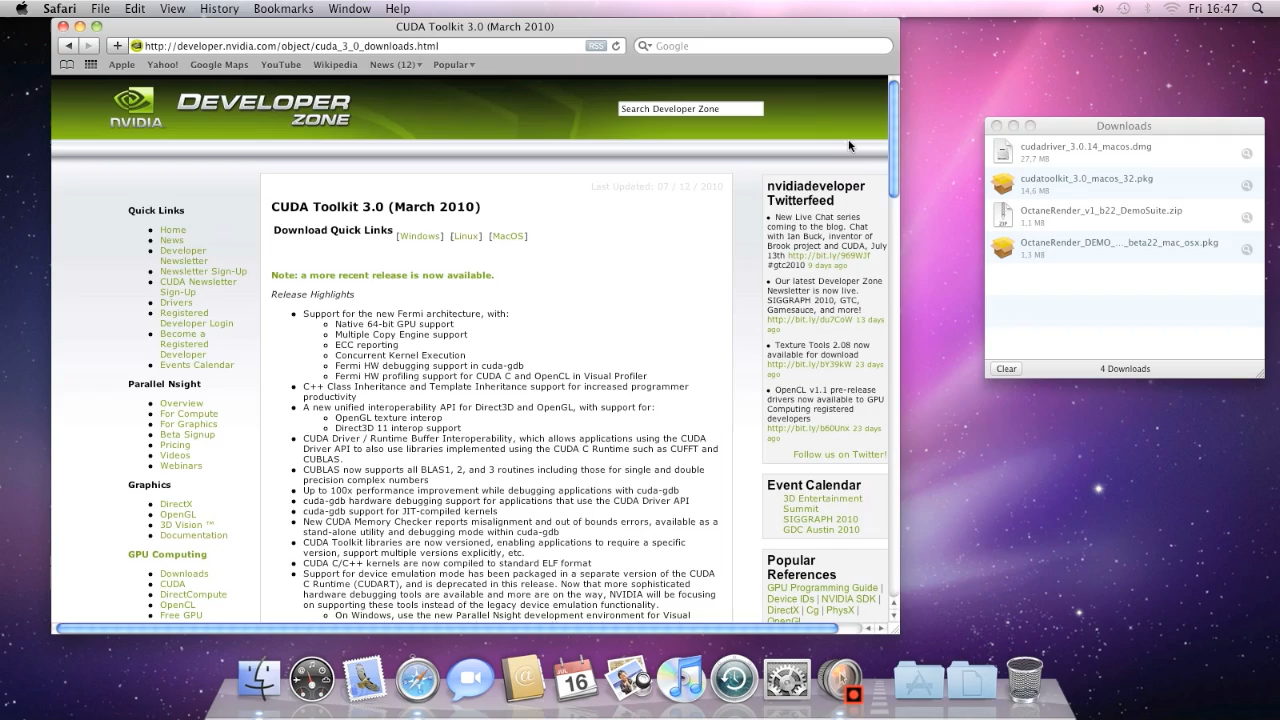 Safari File Edit View History Bookmarks Window Help Fri 16:47
CUDA Toolkit 3.0 (March 2010)
http://developer.nvidia.com/object/cuda_3_0_downloads.html RSS Google
Apple Yahoo! Google Maps YouTube Wikipedia News (12) Popular
NVIDIA
DEVELOPER
ZONE
Search Developer Zone
Last Updated: 07 / 12 / 2010
Quick Links
Home
News
Developer
Newsletter
Newsletter Sign-Up
CUDA Newsletter
Sign-Up
Drivers
Registered
Developer Login
Become a
Registered
Developer
Events Calendar
Parallel Nsight
Overview
For Compute
For Graphics
Beta Signup
Pricing
Videos
Webinars
Graphics
DirectX
OpenGL
3D Vision ™
Documentation
GPU Computing
Downloads
CUDA
DirectCompute
OpenCL
Free GPU
CUDA Toolkit 3.0 (March 2010)
Download Quick Links [Windows] [Linux] [MacOS]
Note: a more recent release is now available.
Release Highlights
Support for the new Fermi architecture, with:
Native 64-bit GPU support
Multiple Copy Engine support
ECC reporting
Concurrent Kernel Execution
Fermi HW debugging support in cuda-gdb
Fermi HW profiling support for CUDA C and OpenCL in Visual Profiler
C++ Class Inheritance and Template Inheritance support for increased programmer
productivity
A new unified interoperability API for Direct3D and OpenGL, with support for:
OpenGL texture interop
Direct3D 11 interop support
CUDA Driver / Runtime Buffer Interoperability, which allows applications using the CUDA
Driver API to also use libraries implemented using the CUDA C Runtime such as CUFFT and
CUBLAS.
CUBLAS now supports all BLAS1, 2, and 3 routines including those for single and double
precision complex numbers
Up to 100x performance improvement while debugging applications with cuda-gdb
cuda-gdb hardware debugging support for applications that use the CUDA Driver API
cuda-gdb support for JIT-compiled kernels
New CUDA Memory Checker reports misalignment and out of bounds errors, available as a
stand-alone utility and debugging mode within cuda-gdb
CUDA Toolkit libraries are now versioned, enabling applications to require a specific
version, support multiple versions explicitly, etc.
CUDA C/C++ kernels are now compiled to standard ELF format
Support for device emulation mode has been packaged in a separate version of the CUDA
C Runtime (CUDART), and is deprecated in this release. Now that more sophisticated
hardware debugging tools are available and more are on the way, NVIDIA will be focusing
on supporting these tools instead of the legacy device emulation functionality.
On Windows, use the new Parallel Nsight development environment for Visual
nvidiadeveloper
Twitterfeed
New Live Chat series
coming to the blog. Chat
with Ian Buck, inventor of
Brook project and CUDA, July
13th http://bit.ly/969WJf
#gtc2010 9 days ago
Our latest Developer Zone
Newsletter is now live.
SIGGRAPH 2010, GTC,
Gamesauce, and more!
http://bit.ly/du7CoW 13 days
ago
Texture Tools 2.08 now
available for download
http://bit.ly/bY39kW 23 days
ago
OpenCL v1.1 pre-release
drivers now available to GPU
Computing registered
developers
http://bit.ly/b60Unx 23 days
ago
Follow us on Twitter!
Event Calendar
3D Entertainment
Summit
SIGGRAPH 2010
GDC Austin 2010
Popular
References
GPU Programming Guide |
Device IDs | NVIDIA SDK |
DirectX | Cg | PhysX |
OpenGL
Downloads
cudadriver_3.0.14_macos.dmg
27,7 MB
cudatoolkit_3.0_macos_32.pkg
14,6 MB
OctaneRender_v1_b22_DemoSuite.zip
1,1 MB
OctaneRender_DEMO_..._beta22_mac_osx.pkg
1,3 MB
Clear 4 Downloads
ZIP
JUL
16